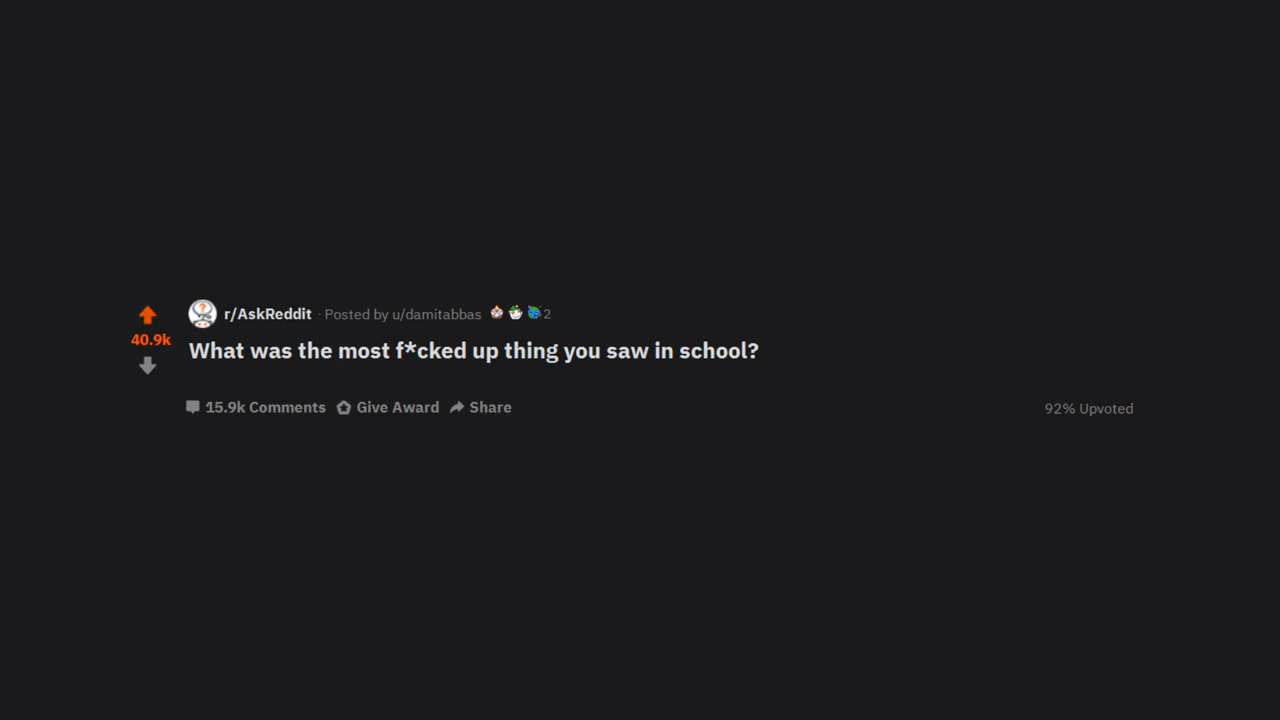 r/AskReddit · Posted by u/damitabbas 2
40.9k
What was the most f*cked up thing you saw in school?
15.9k Comments Give Award Share 92% Upvoted